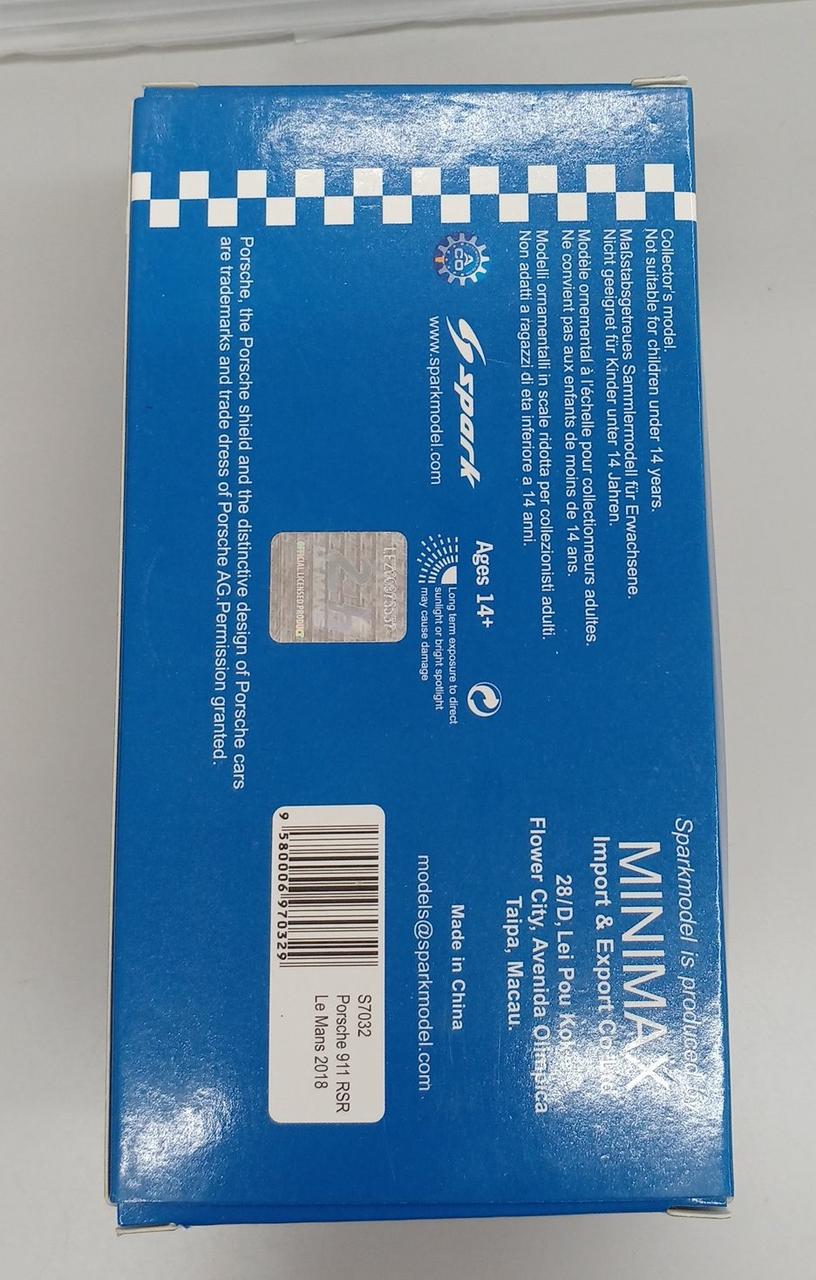 Collector's model.
Not suitable for children under 14 years.
Maßstabsgetreues Sammlermodell für Erwachsene.
Nicht geeignet für Kinder unter 14 Jahren.
Modèle ornemental à l'échelle pour collectionneurs adultes.
Ne convient pas aux enfants de moins de 14 ans.
Modelli ornamentalli in scale ridotta per collezionisti adulti.
Non adatti a ragazzi di eta inferiore a 14 anni.
ACO
spark
www.sparkmodel.com
Ages 14+
Long term exposure to direct
sunlight or bright spotlight
may cause damage
OFFICIAL LICENSED PRODUCT
Porsche, the Porsche shield and the distinctive design of Porsche cars
are trademarks and trade dress of Porsche AG.Permission granted.
Sparkmodel is produced by
MINIMAX
Import & Export Co.
28/D, Lei Pou Kok
Flower City, Avenida Olimpica
Taipa, Macau.
Made in China
models@sparkmodel.com
9 580006 970329
S7032
Porsche 911 RSR
Le Mans 2018